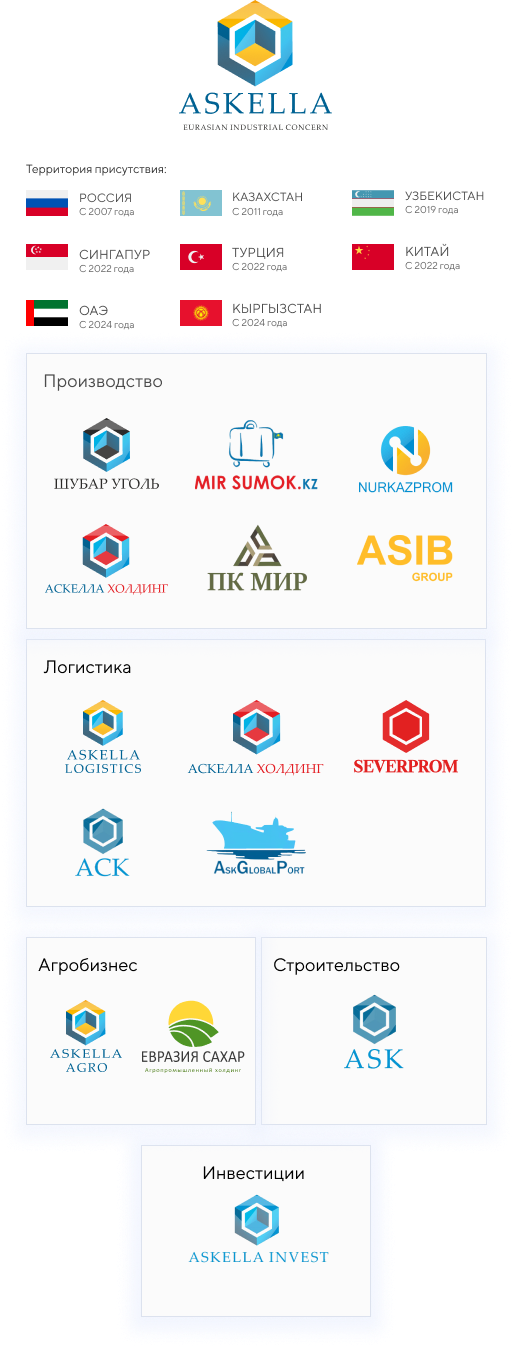 ASKELLA
EURASIAN INDUSTRIAL CONCERN
Территория присутствия:
РОССИЯ
С 2007 года
КАЗАХСТАН
С 2011 года
УЗБЕКИСТАН
С 2019 года
СИНГАПУР
С 2022 года
ТУРЦИЯ
С 2022 года
КИТАЙ
С 2022 года
ОАЭ
С 2024 года
КЫРГЫЗСТАН
С 2024 года
Производство
ШУБАР УГОЛЬ
MIR SUMOK.KZ
NURKAZPROM
АСКЕЛЛА ХОЛДИНГ
ПК МИР
ASIB
GROUP
Логистика
ASKELLA
LOGISTICS
АСКЕЛЛА ХОЛДИНГ
SEVERPROM
АСК
ASKGLOBALPORT
Агробизнес
ASKELLA
AGRO
ЕВРАЗИЯ САХАР
Агропромышленный холдинг
Строительство
ASK
Инвестиции
ASKELLA INVEST